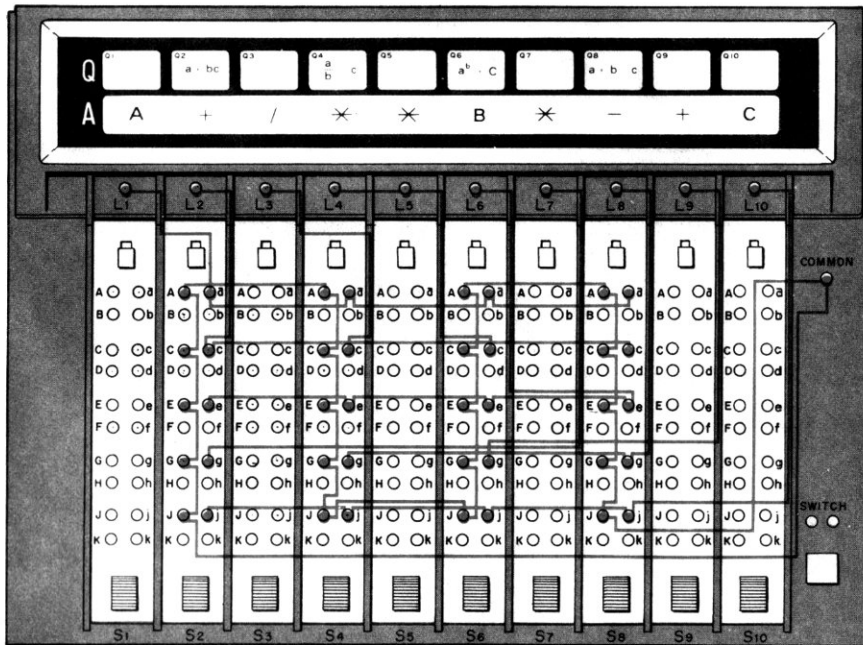 Q1 Q2 Q3 Q4 Q5 Q6 Q7 Q8 Q9 Q10
Q a · bc a b c a^b · C a · b c
A A + / * * B * − + C
L1 L2 L3 L4 L5 L6 L7 L8 L9 L10
COMMON
A a A a A a A a A a A a A a A a A a A a
B b B b B b B b B b B b B b B b B b B b
C c C c C c C c C c C c C c C c C c C c
D d D d D d D d D d D d D d D d D d D d
E e E e E e E e E e E e E e E e E e E e
F f F f F f F f F f F f F f F f F f F f
G g G g G g G g G g G g G g G g G g G g
H h H h H h H h H h H h H h H h H h H h
SWITCH
J j J j J j J j J j J j J j J j J j J j
K k K k K k K k K k K k K k K k K k K k
S1 S2 S3 S4 S5 S6 S7 S8 S9 S10